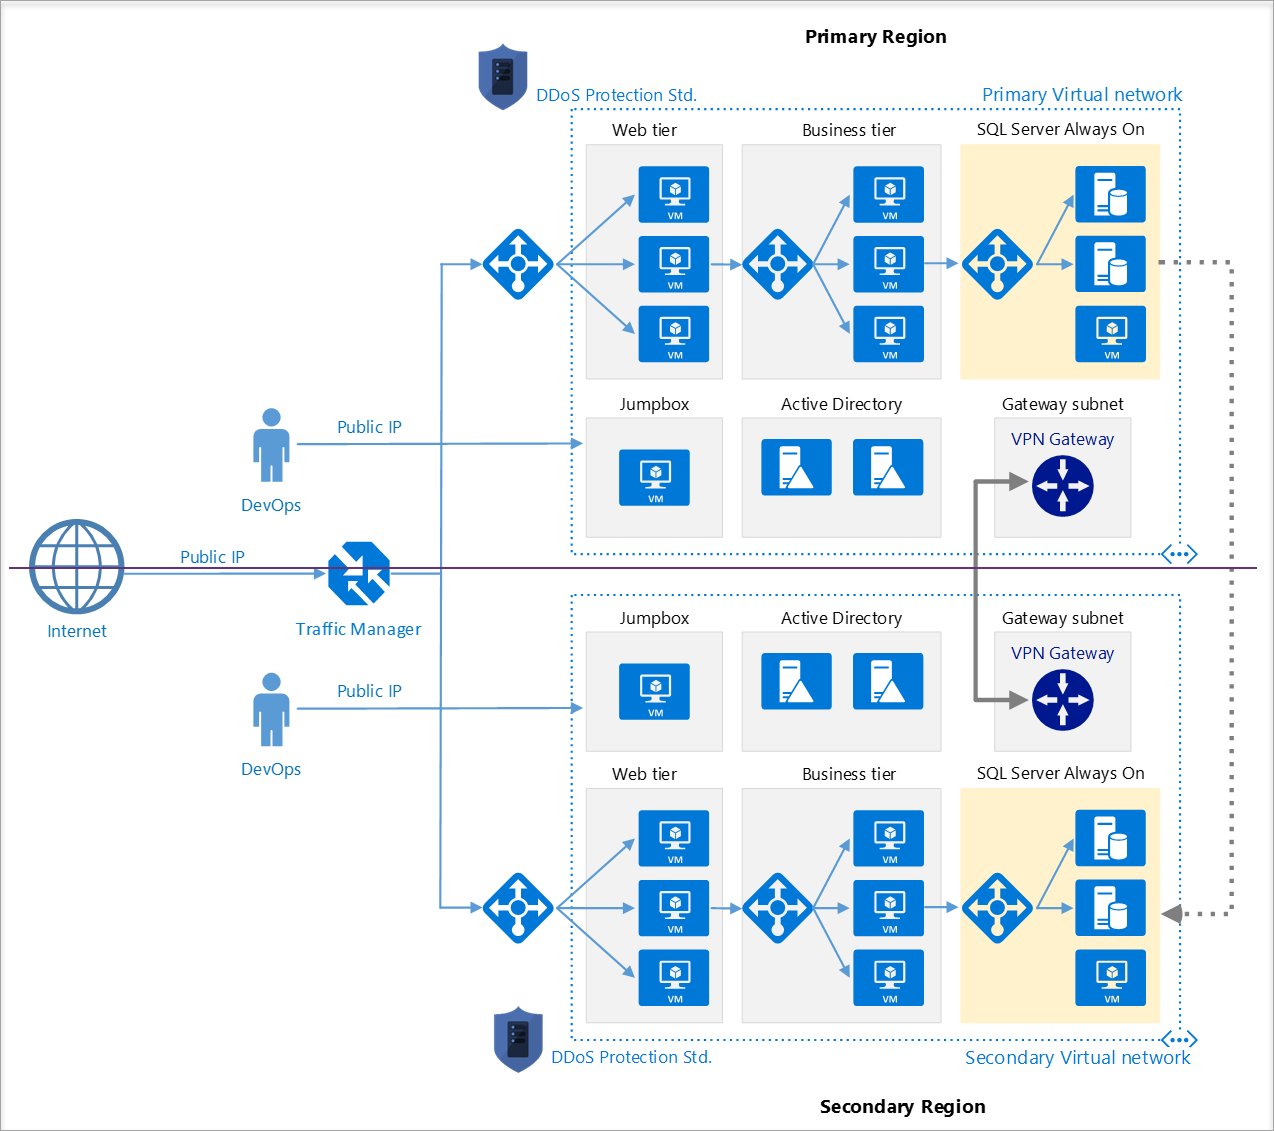 Primary Region
DDoS Protection Std.
Primary Virtual network
Web tier
Business tier
SQL Server Always On
VM
VM
VM
VM
VM
VM
VM
Jumpbox
Active Directory
Gateway subnet
Public IP
VPN Gateway
VM
DevOps
Public IP
Internet
Traffic Manager
Jumpbox
Active Directory
Gateway subnet
VPN Gateway
Public IP
VM
DevOps
Web tier
Business tier
SQL Server Always On
VM
VM
VM
VM
VM
VM
VM
DDoS Protection Std.
Secondary Virtual network
Secondary Region